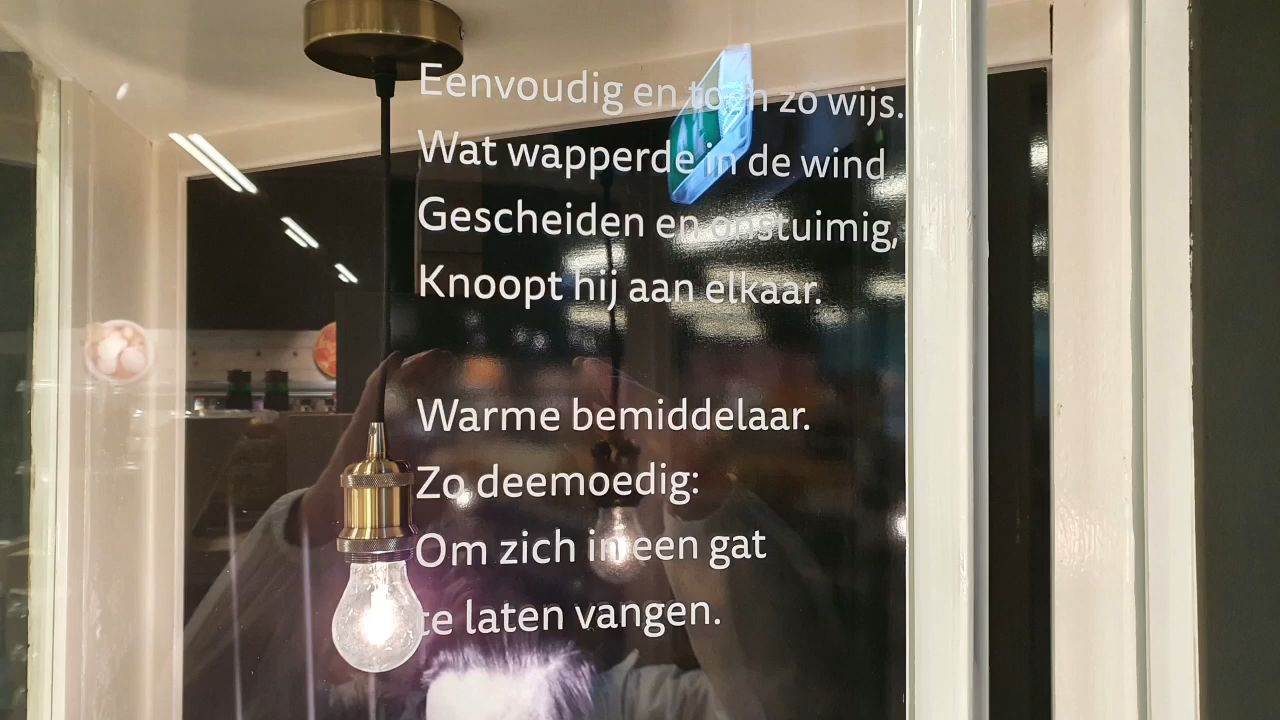 Eenvoudig en toch zo wijs.
Wat wapperde in de wind
Gescheiden en onstuimig,
Knoopt hij aan elkaar.
Warme bemiddelaar.
Zo deemoedig:
Om zich in een gat
te laten vangen.